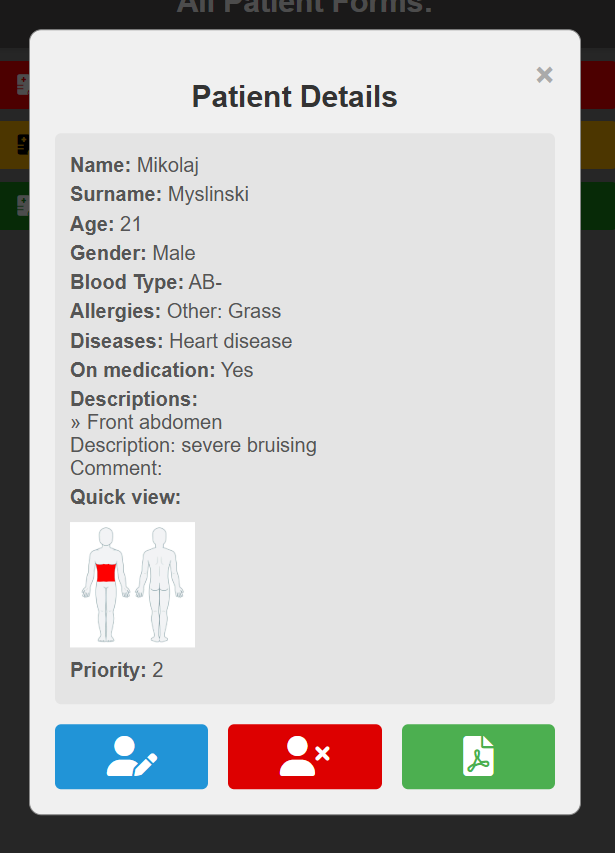 All Patient Forms:
×
Patient Details
Name: Mikolaj
Surname: Myslinski
Age: 21
Gender: Male
Blood Type: AB-
Allergies: Other: Grass
Diseases: Heart disease
On medication: Yes
Descriptions:
» Front abdomen
Description: severe bruising
Comment:
Quick view:
Priority: 2